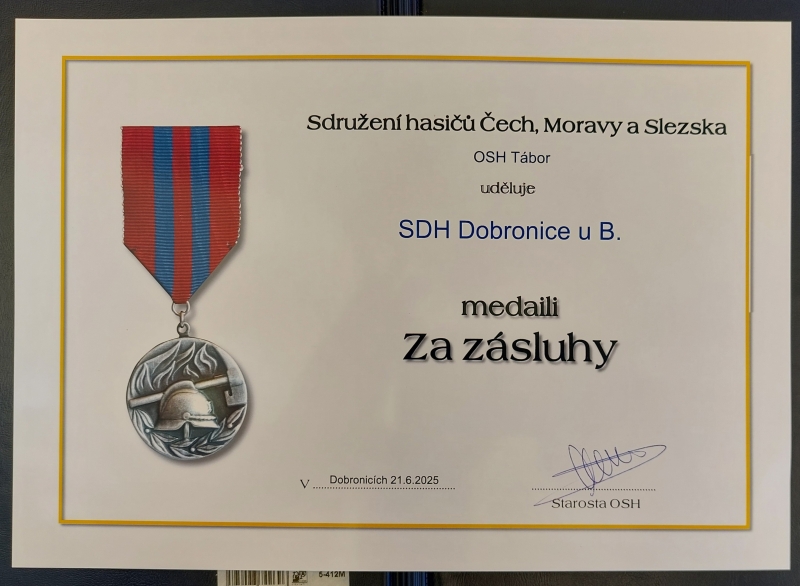 Sdružení hasičů Čech, Moravy a Slezska
OSH Tábor
uděluje
SDH Dobronice u B.
medaili
Za zásluhy
V Dobronicích 21.6.2025
Starosta OSH
5-412M